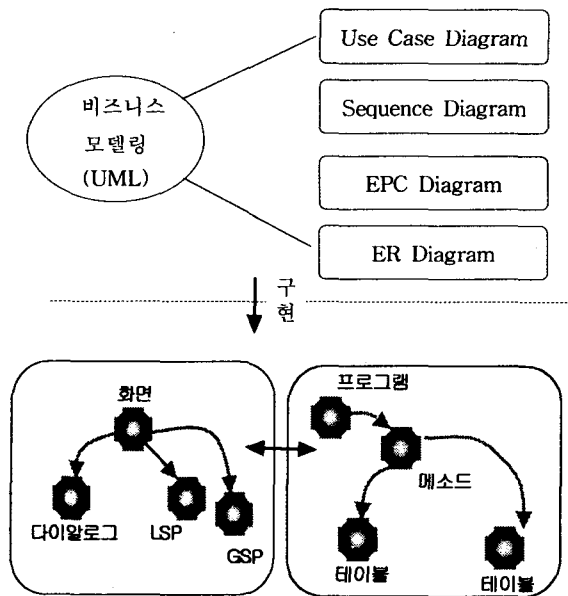 Use Case Diagram
비즈니스
모델링
(UML)
Sequence Diagram
EPC Diagram
ER Diagram
구
현
화면
다이알로그
LSP
GSP
프로그램
메소드
테이블
테이블